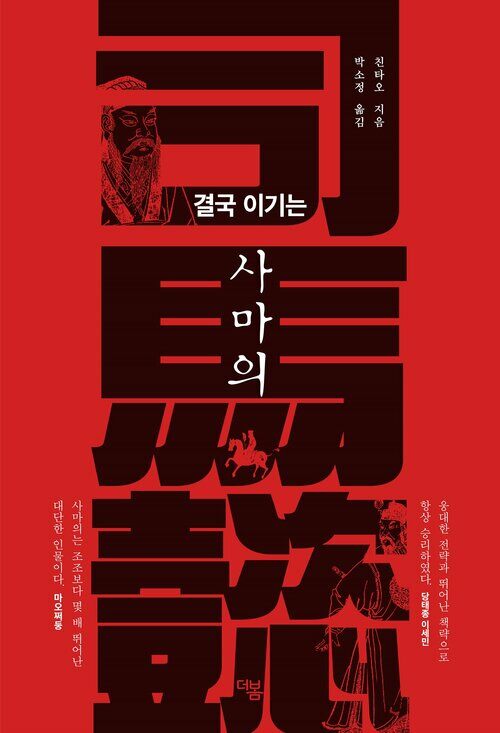 친타오 지음
박소정 옮김
司馬懿
결국 이기는
사마의
웅대한 전략과 뛰어난 책략으로
항상 승리하였다. 당태종 이세민
사마의는 조조보다 몇 배 뛰어난
대단한 인물이다. 마오쩌둥
더봄